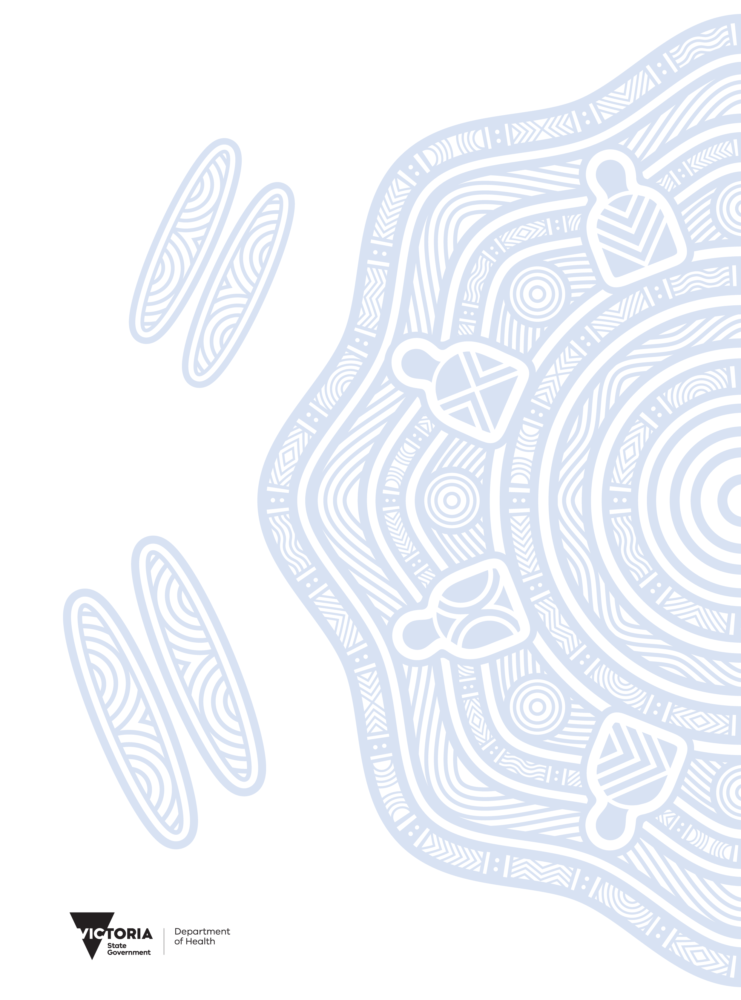 VICTORIA
State
Government
Department
of Health